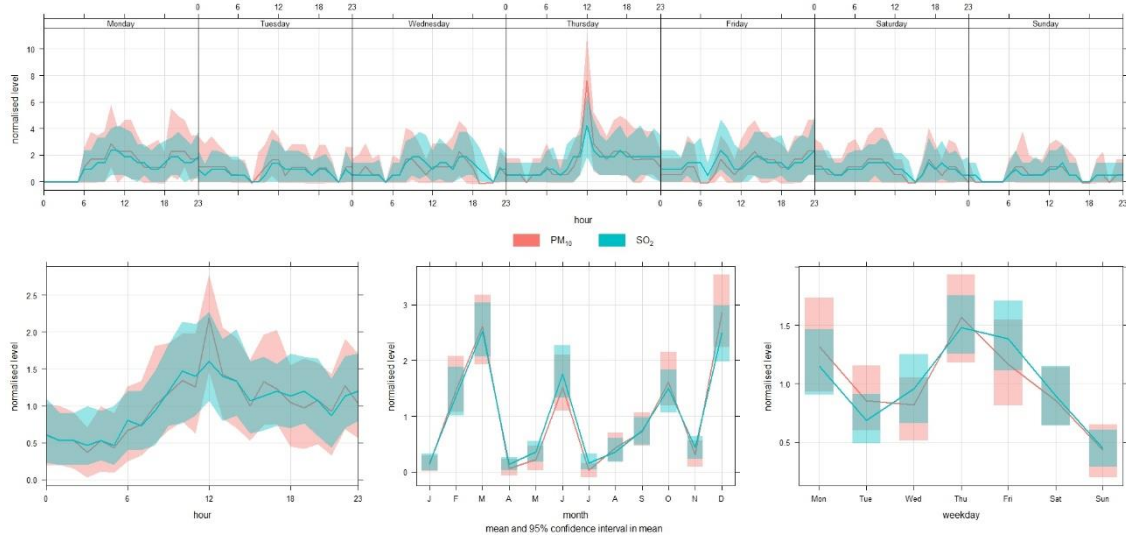 0 6 12 18 23 0 6 12 18 23 0 6 12 18 23
Monday Tuesday Wednesday Thursday Friday Saturday Sunday
10
8
6
4
2
0
normalised level
0 6 12 18 23 0 6 12 18 23 0 6 12 18 23 0 6 12 18 23
hour
PM10 SO2
2.5
2.0
1.5
1.0
0.5
0.0
normalised level
0 6 12 18 23
hour
3
2
1
0
normalised level
J F M A M J J A S O N D
month
mean and 95% confidence interval in mean
1.5
1.0
0.5
normalised level
Mon Tue Wed Thu Fri Sat Sun
weekday